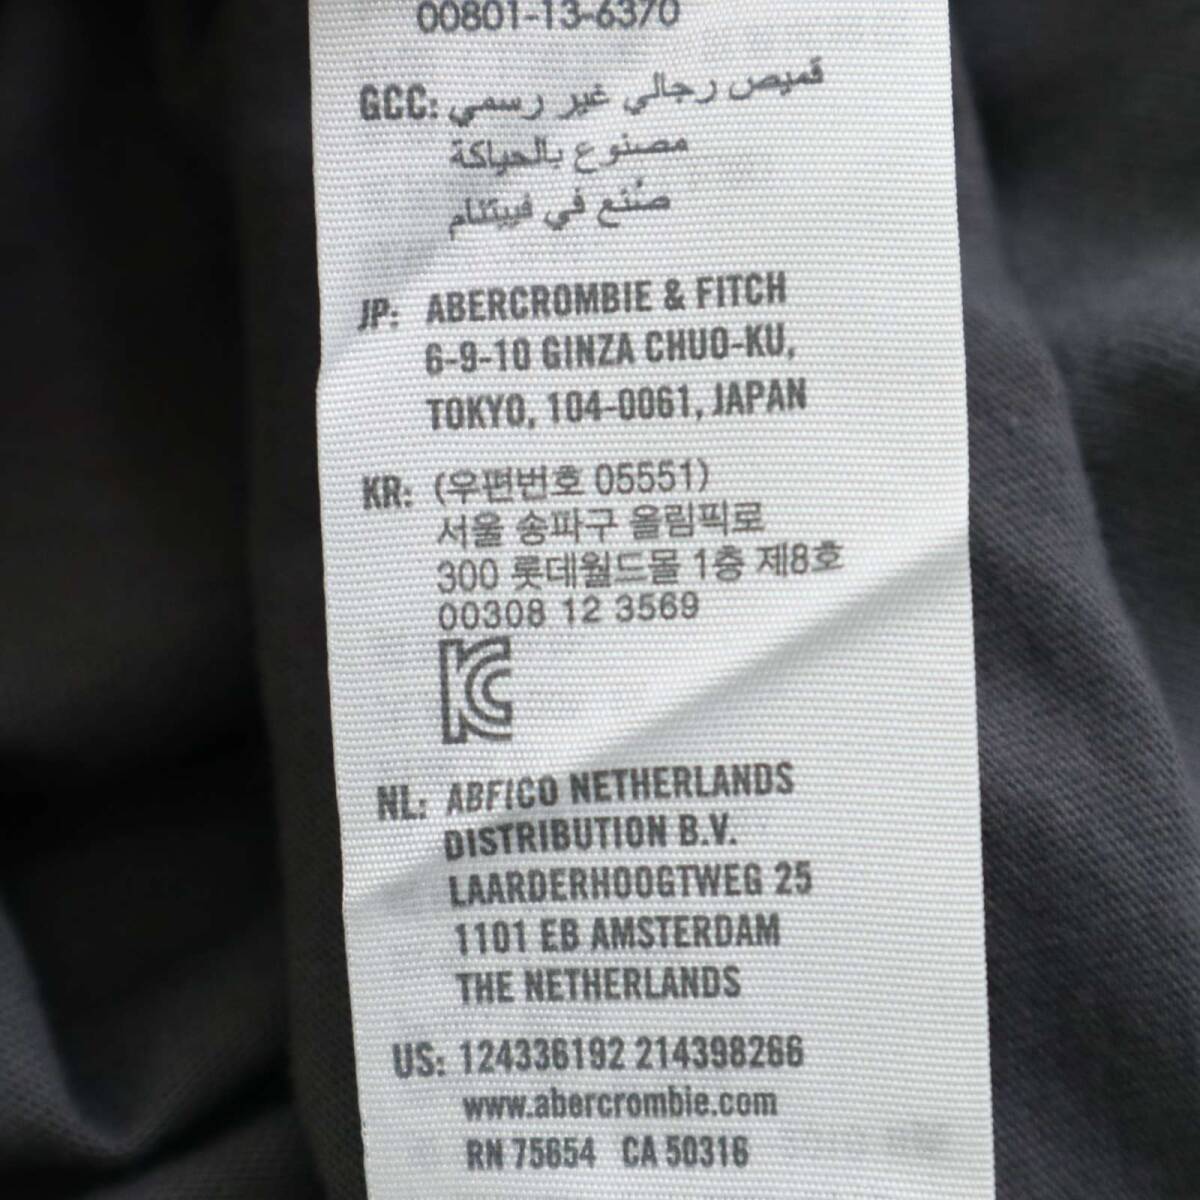 00801-13-6370
GCC: قميص رجالي غير رسمي
مصنوع بالحياكة
صُنع في فييتنام
JP: ABERCROMBIE & FITCH
6-9-10 GINZA CHUO-KU,
TOKYO, 104-0061, JAPAN
KR: (우편번호 05551)
서울 송파구 올림픽로
300 롯데월드몰 1층 제8호
00308 12 3569
KC
NL: ABFICO NETHERLANDS
DISTRIBUTION B.V.
LAARDERHOOGTWEG 25
1101 EB AMSTERDAM
THE NETHERLANDS
US: 124336192 214398266
www.abercrombie.com
RN 75654 CA 50316